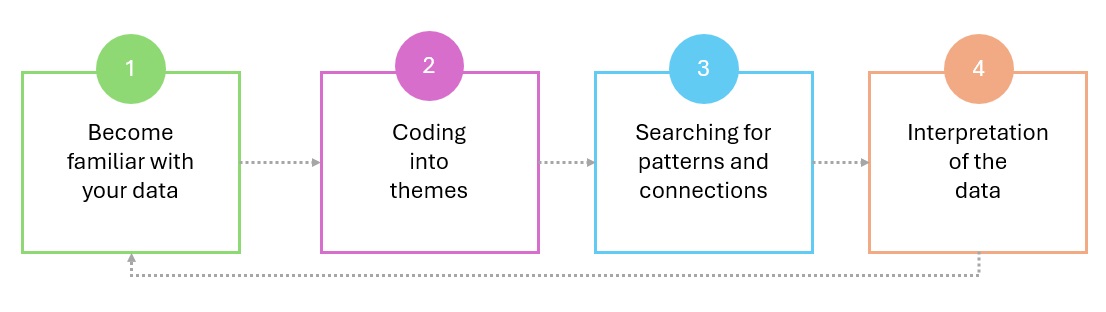 1
Become
familiar with
your data
2
Coding
into
themes
3
Searching for
patterns and
connections
4
Interpretation
of the
data